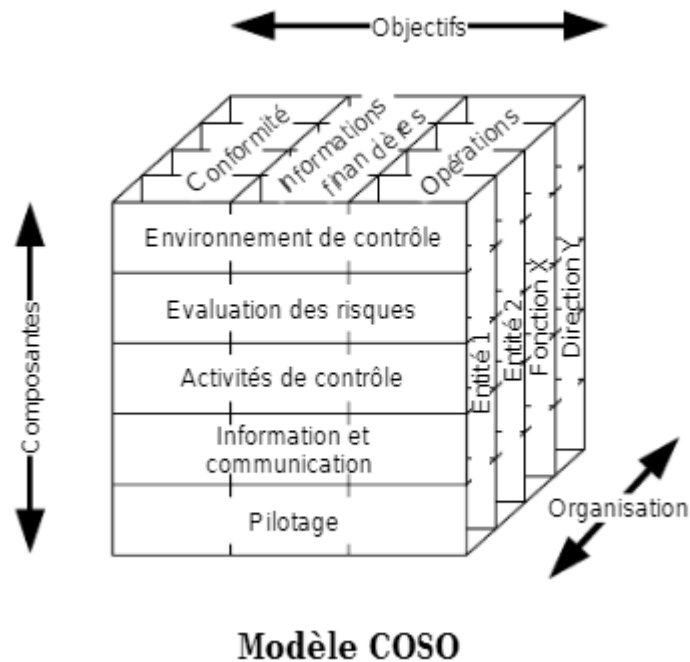 Objectifs
Conformité
Informations
finandères
Opérations
Environnement de contrôle
Evaluation des risques
Activités de contrôle
Information et
communication
Pilotage
Composantes
Entité 1
Entité 2
Fonction X
Direction Y
Organisation
Modèle COSO